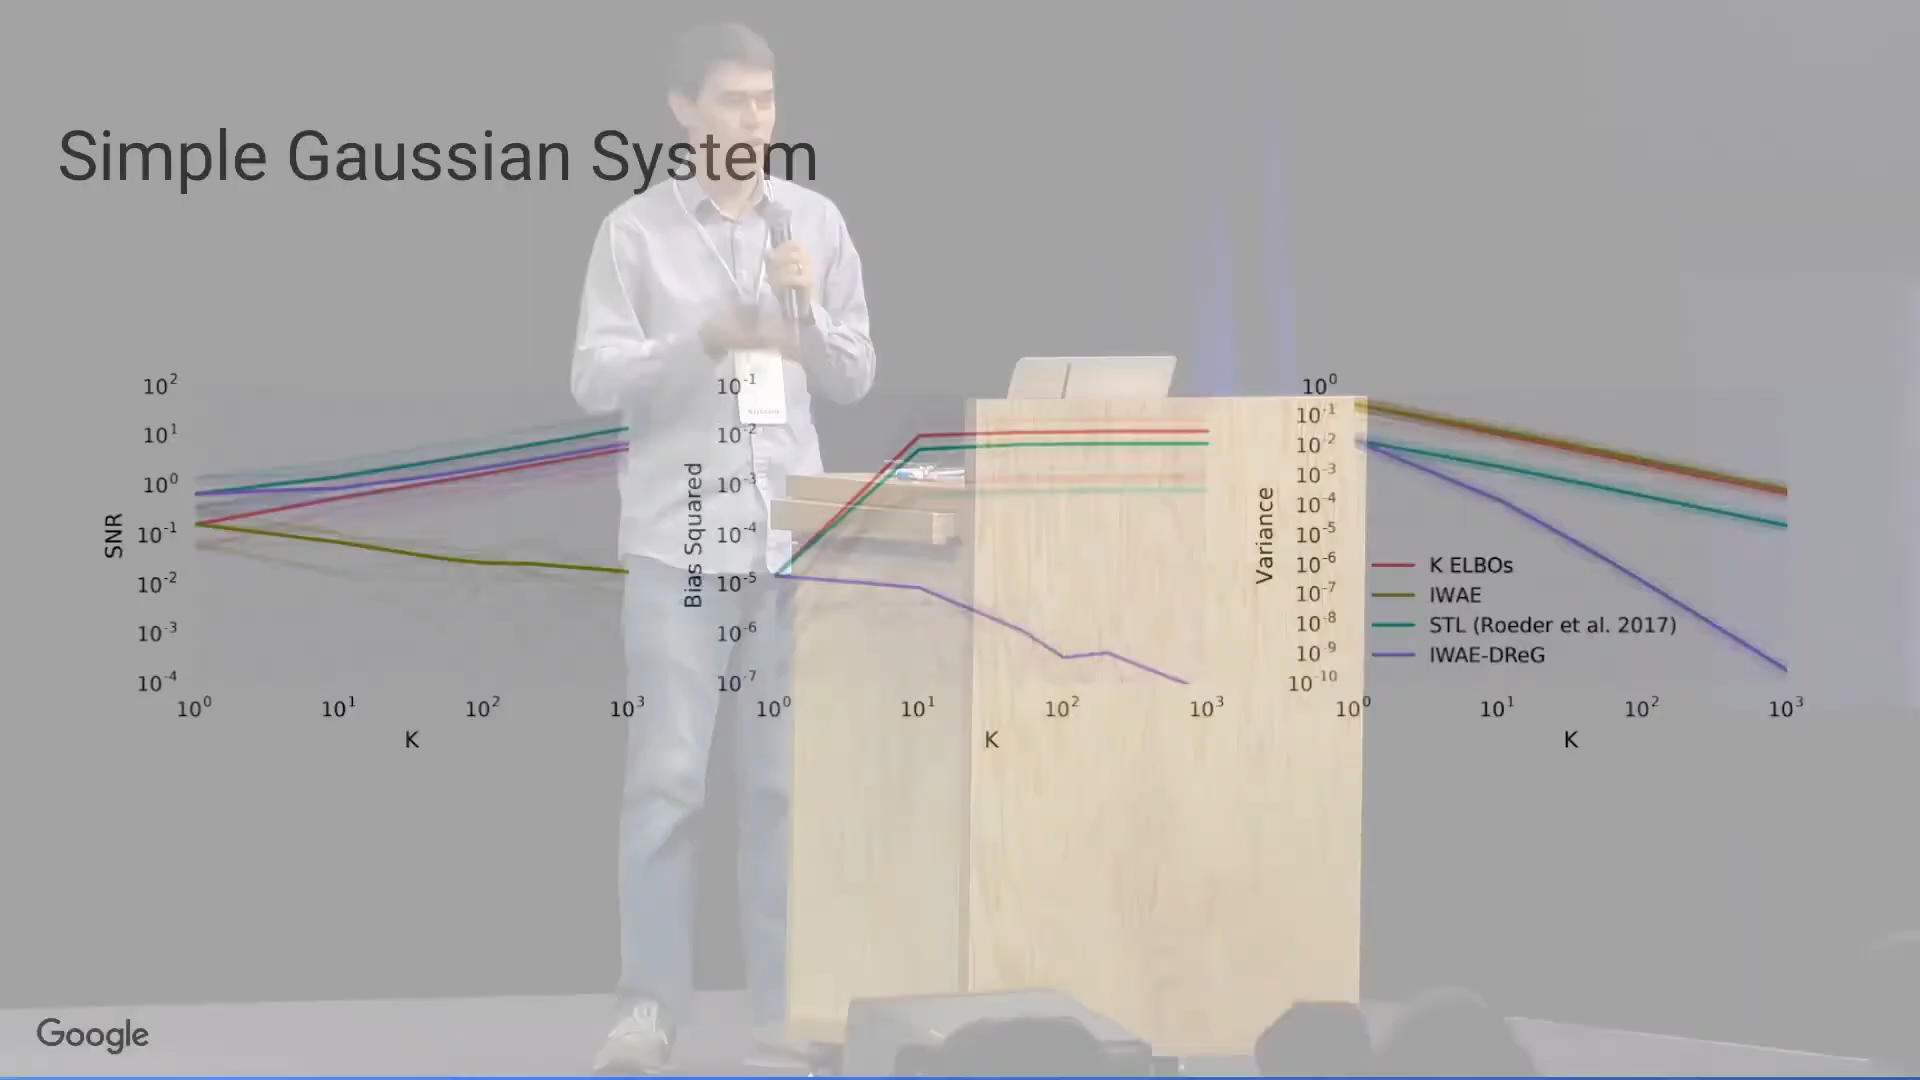 Simple Gaussian System
SNR
10^2
10^1
10^0
10^-1
10^-2
10^-3
10^-4
10^0 10^1 10^2 10^3
K
Bias Squared
10^-1
10^-2
10^-3
10^-4
10^-5
10^-6
10^-7
10^0 10^1 10^2 10^3
K
Variance
10^0
10^-1
10^-2
10^-3
10^-4
10^-5
10^-6
10^-7
10^-8
10^-9
10^-10
10^0 10^1 10^2 10^3
K
K ELBOs
IWAE
STL (Roeder et al. 2017)
IWAE-DReG
Google